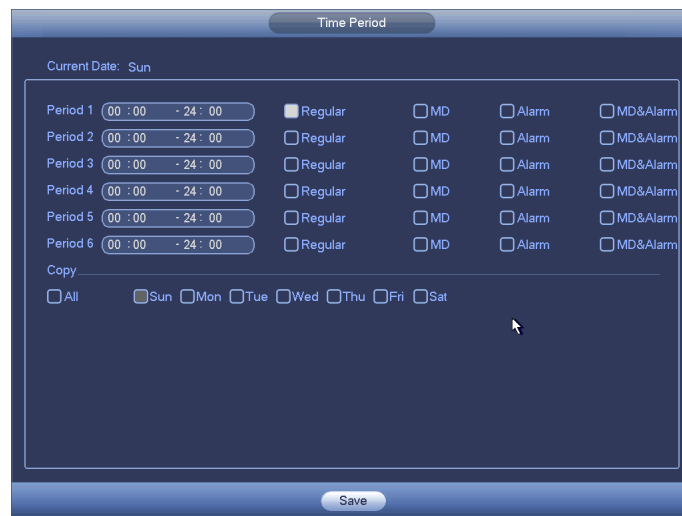 Time Period
Current Date: Sun
Period 1 00 : 00 - 24 : 00 Regular MD Alarm MD&Alarm
Period 2 00 : 00 - 24 : 00 Regular MD Alarm MD&Alarm
Period 3 00 : 00 - 24 : 00 Regular MD Alarm MD&Alarm
Period 4 00 : 00 - 24 : 00 Regular MD Alarm MD&Alarm
Period 5 00 : 00 - 24 : 00 Regular MD Alarm MD&Alarm
Period 6 00 : 00 - 24 : 00 Regular MD Alarm MD&Alarm
Copy
All Sun Mon Tue Wed Thu Fri Sat
Save